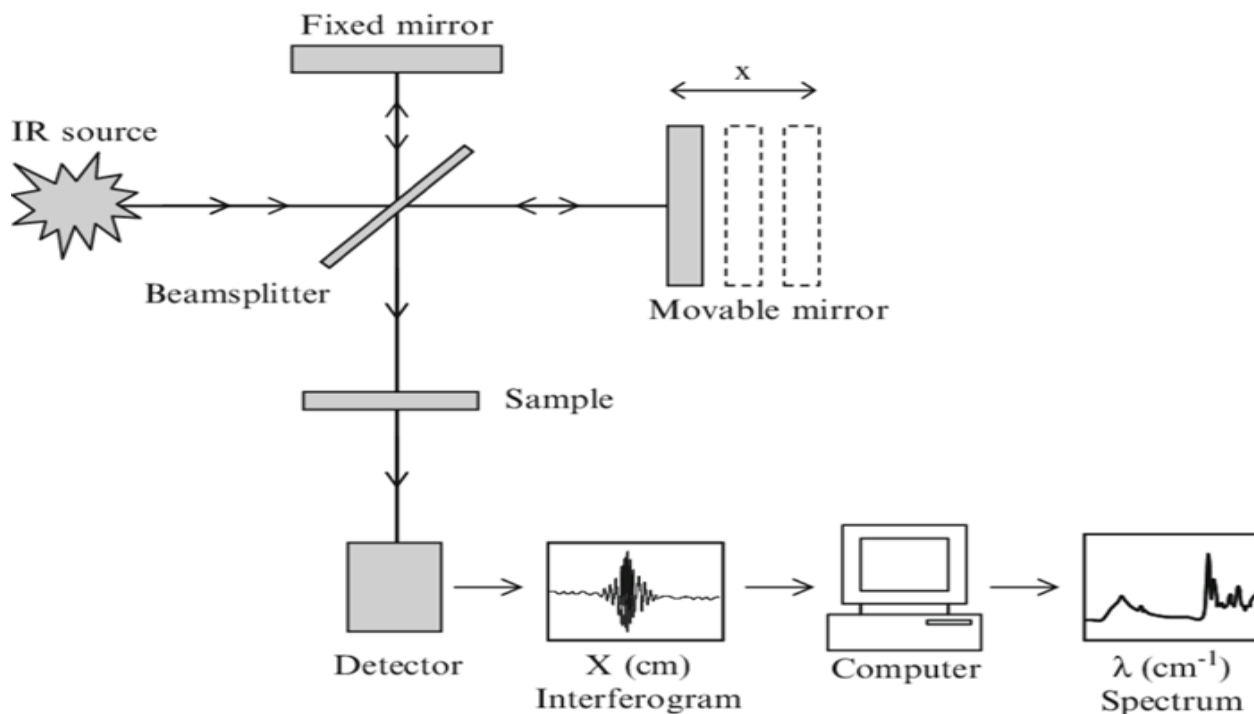 Fixed mirror
x
IR source
Beamsplitter
Movable mirror
Sample
Detector
X (cm)
Interferogram
Computer
λ (cm⁻¹)
Spectrum